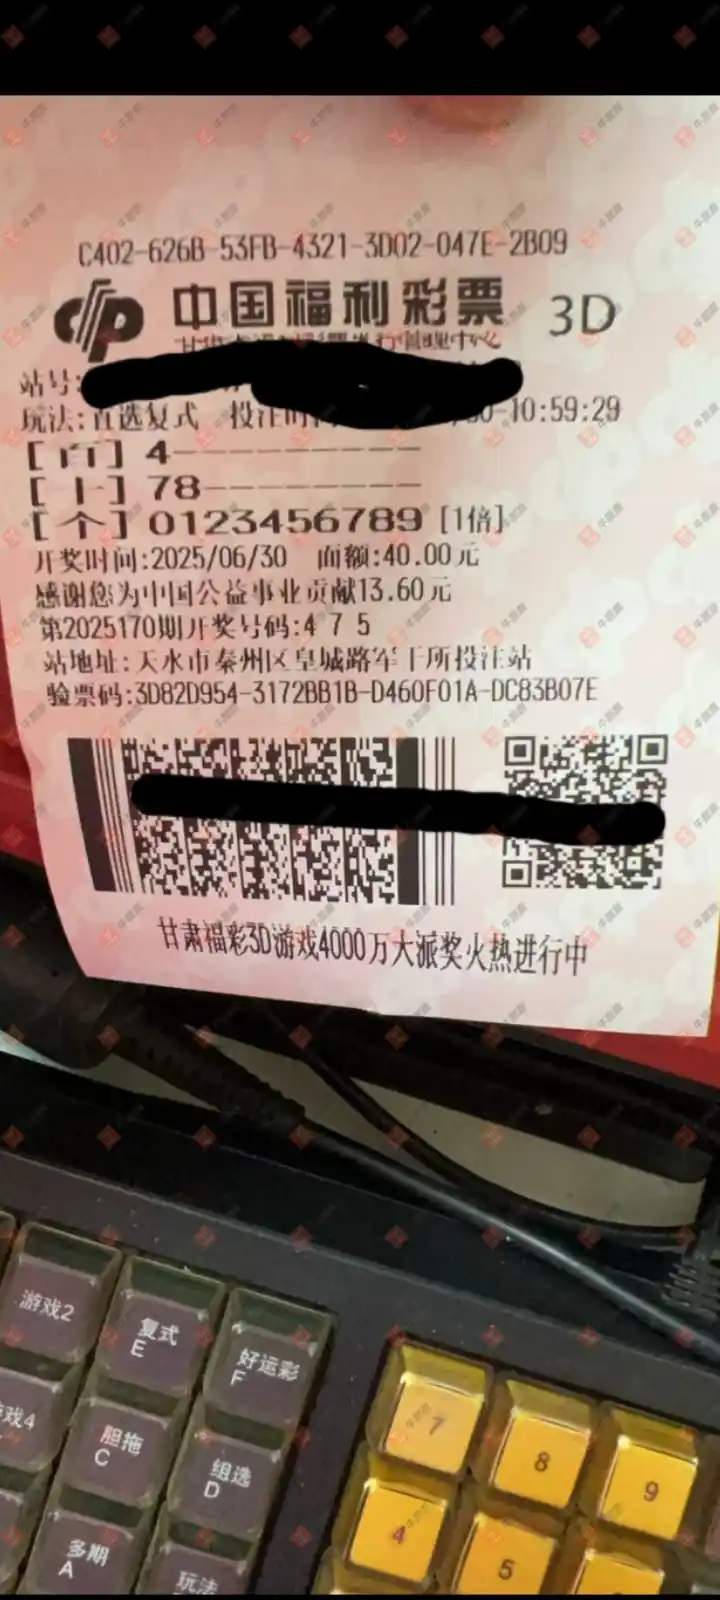 C402-626B-53FB-4321-3D02-047E-2B09
中国福利彩票 3D
站号:
玩法:直选复式 投注时 10:59:29
[百] 4
[十] 78
[个] 0123456789 [1倍]
开奖时间:2025/06/30 面额:40.00元
感谢您为中国公益事业贡献13.60元
第2025170期开奖号码:4 7 5
站地址:天水市秦州区皇城路军干所投注站
验票码:3D82D954-3172BB1B-D460F01A-DC83B07E
甘肃福彩3D游戏4000万大派奖火热进行中
游戏2
复式
E
好运彩
F
戏4
胆拖
C
组选
D
多期
A
玩法
7
8
9
4
5